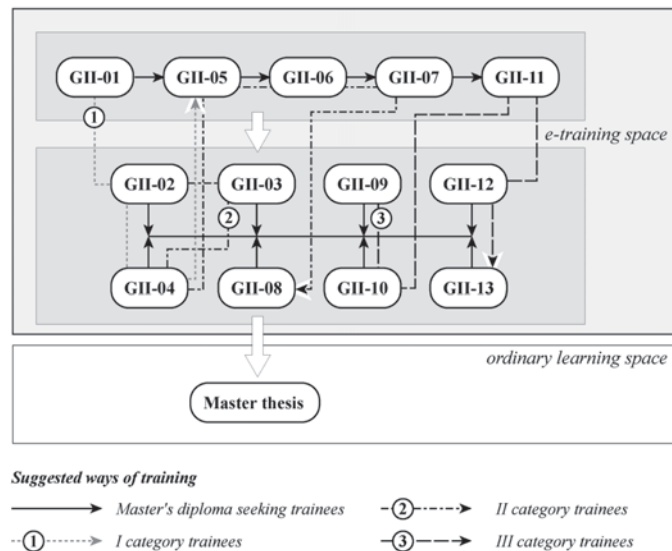 GII-01 GII-05 GII-06 GII-07 GII-11
1
e-training space
GII-02 GII-03 GII-09 GII-12
2 3
GII-04 GII-08 GII-10 GII-13
ordinary learning space
Master thesis
Suggested ways of training
Master's diploma seeking trainees 2 II category trainees
1 I category trainees 3 III category trainees